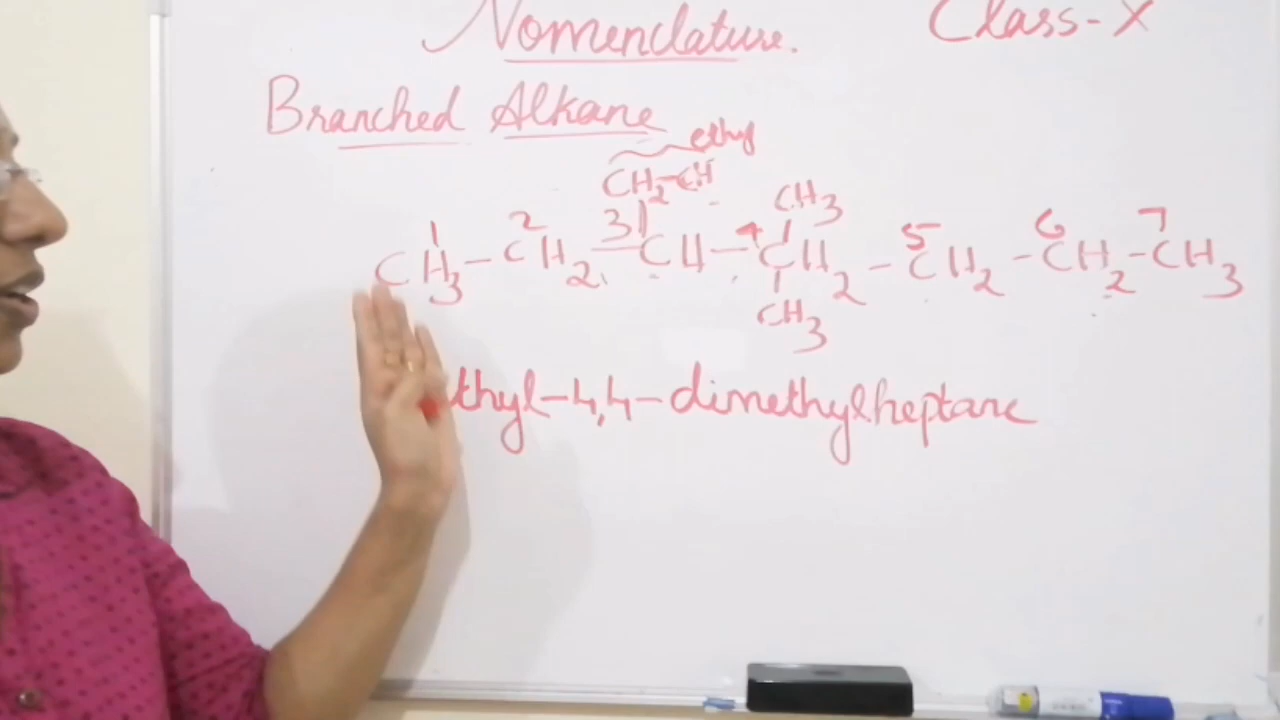 Nomenclature.
Class-X
Branched Alkane
ethyl
CH2-CH
CH3
1 2 3 4 5 6 7
CH3-CH2-CH-CH2-CH2-CH2-CH3
CH3
thyl-4,4-dimethylheptane